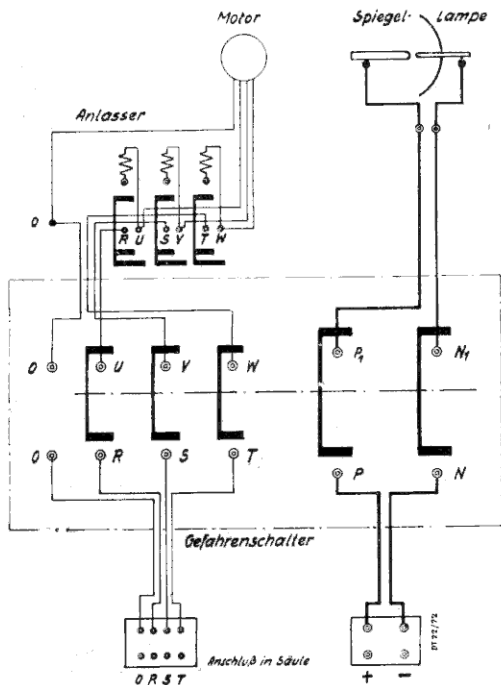 Motor
Spiegel- Lampe
Anlasser
R U S V T W
0
0 U V W P₁ N₁
0 R S T P N
Gefahrenschalter
Anschluß in Säule
0 R S T
+ -
DT 22/72